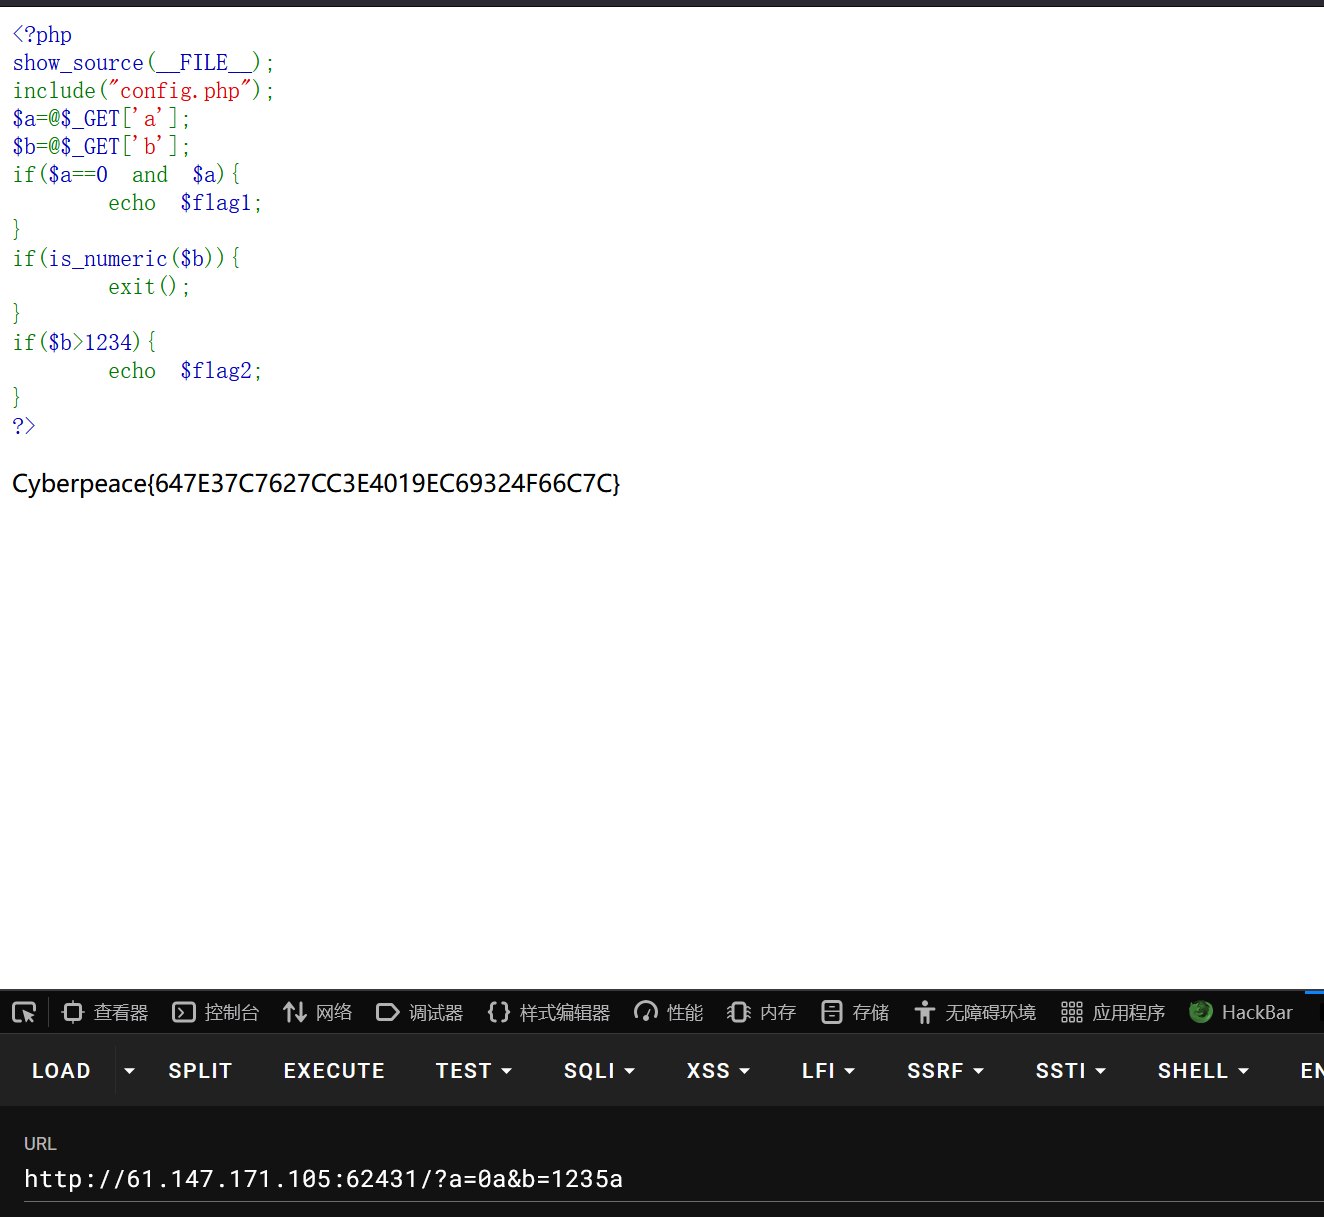 <?php
show_source(__FILE__);
include("config.php");
$a=@$_GET['a'];
$b=@$_GET['b'];
if($a==0 and $a){
echo $flag1;
}
if(is_numeric($b)){
exit();
}
if($b>1234){
echo $flag2;
}
?>
Cyberpeace{647E37C7627CC3E4019EC69324F66C7C}
查看器 控制台 网络 调试器 样式编辑器 性能 内存 存储 无障碍环境 应用程序 HackBar
LOAD SPLIT EXECUTE TEST SQLI XSS LFI SSRF SSTI SHELL EN
URL
http://61.147.171.105:62431/?a=0a&b=1235a